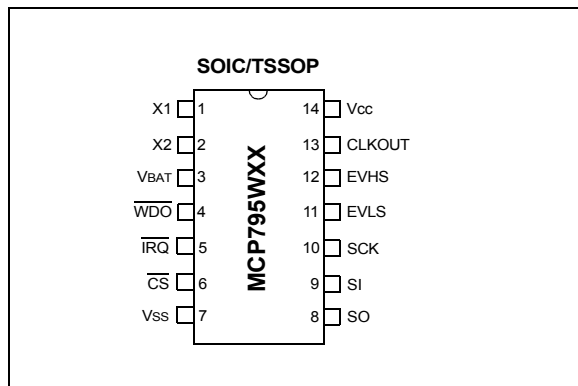 SOIC/TSSOP
X1 1 14 Vcc
X2 2 13 CLKOUT
VBAT 3 12 EVHS
WDO 4 11 EVLS
IRQ 5 10 SCK
CS 6 9 SI
Vss 7 8 SO
MCP795WXX